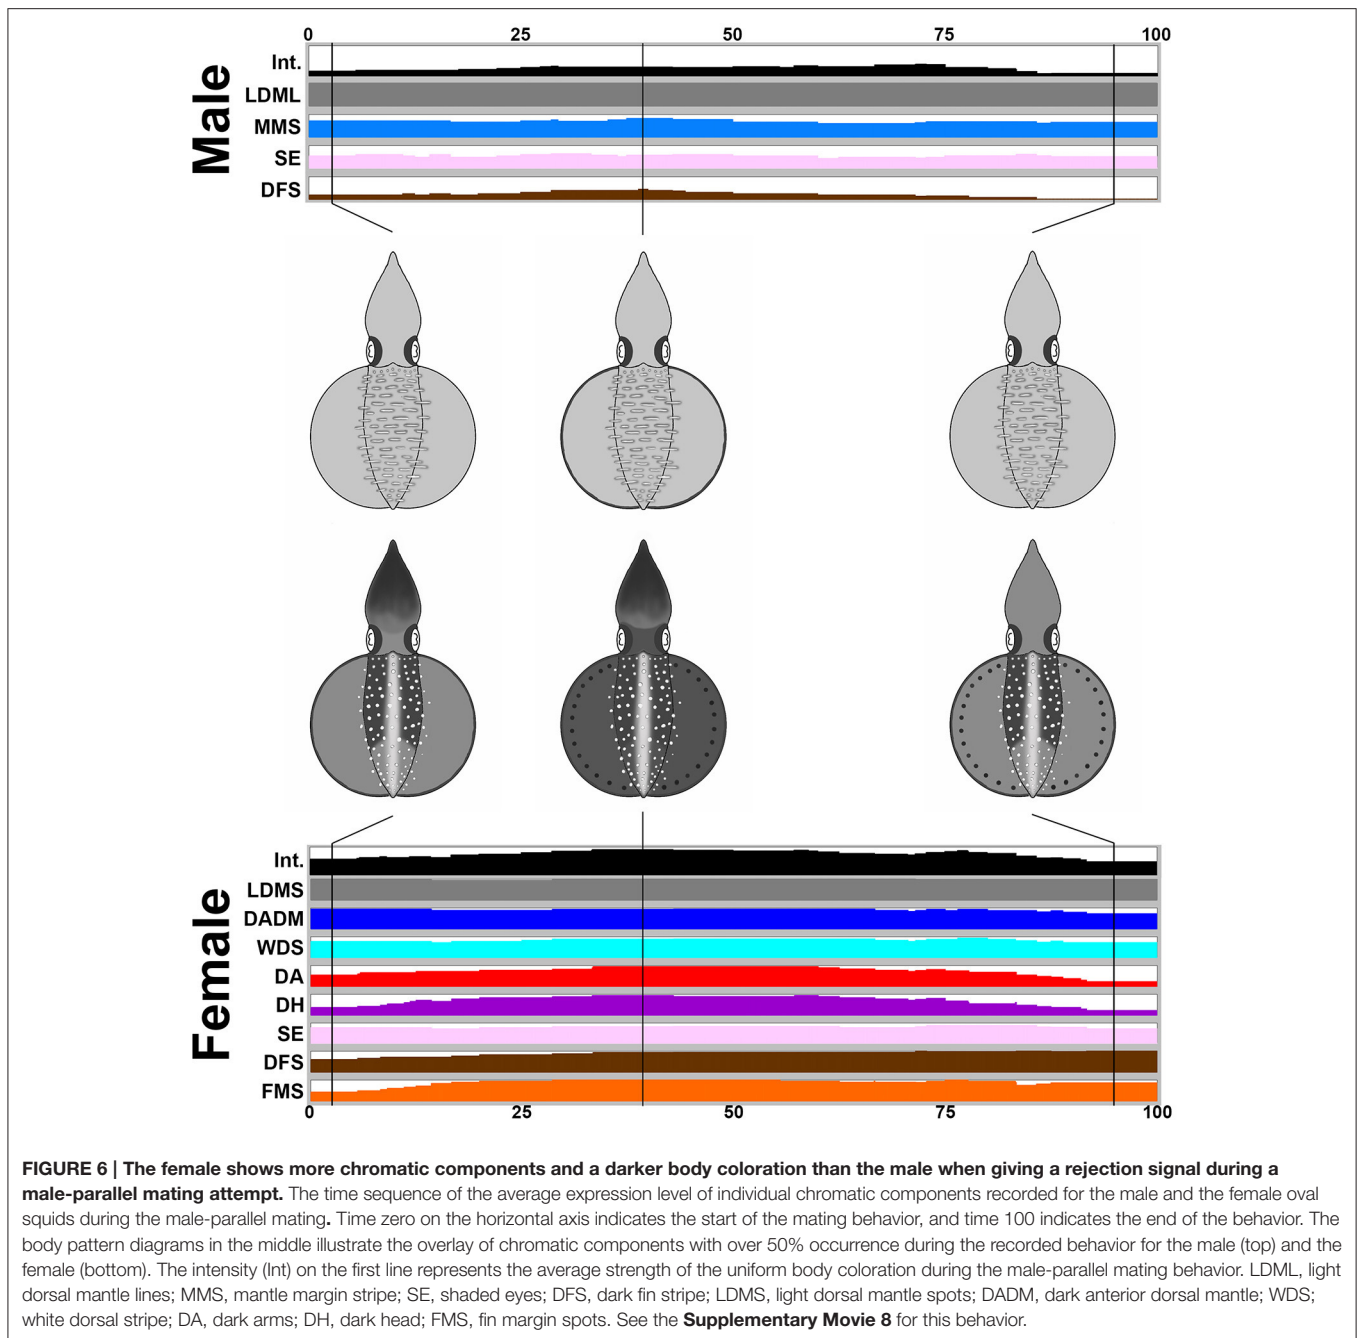 0 25 50 75 100
Male
Int.
LDML
MMS
SE
DFS
Female
Int.
LDMS
DADM
WDS
DA
DH
SE
DFS
FMS
0 25 50 75 100
FIGURE 6 | The female shows more chromatic components and a darker body coloration than the male when giving a rejection signal during a
male-parallel mating attempt. The time sequence of the average expression level of individual chromatic components recorded for the male and the female oval
squids during the male-parallel mating. Time zero on the horizontal axis indicates the start of the mating behavior, and time 100 indicates the end of the behavior. The
body pattern diagrams in the middle illustrate the overlay of chromatic components with over 50% occurrence during the recorded behavior for the male (top) and the
female (bottom). The intensity (Int) on the first line represents the average strength of the uniform body coloration during the male-parallel mating behavior. LDML, light
dorsal mantle lines; MMS, mantle margin stripe; SE, shaded eyes; DFS, dark fin stripe; LDMS, light dorsal mantle spots; DADM, dark anterior dorsal mantle; WDS;
white dorsal stripe; DA, dark arms; DH, dark head; FMS, fin margin spots. See the Supplementary Movie 8 for this behavior.